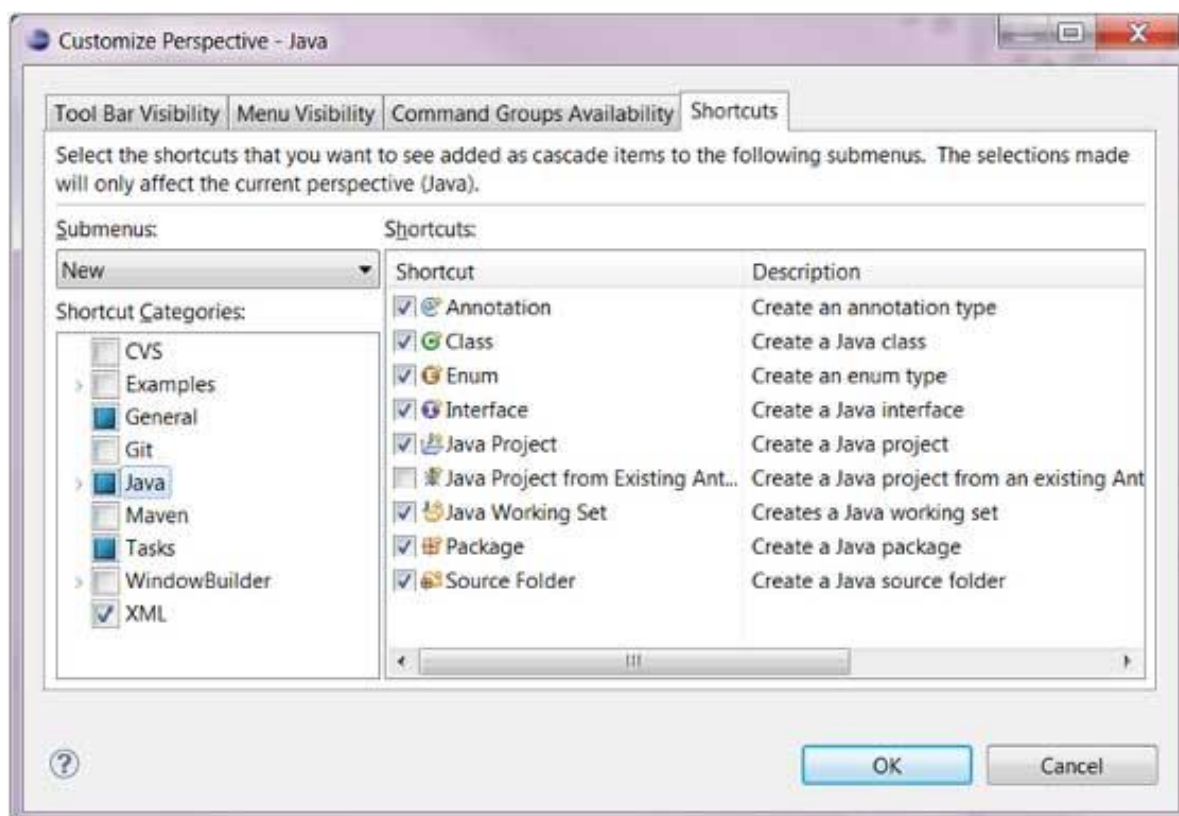 Customize Perspective - Java
Tool Bar Visibility Menu Visibility Command Groups Availability Shortcuts
Select the shortcuts that you want to see added as cascade items to the following submenus. The selections made
will only affect the current perspective (Java).
Submenus:
New
Shortcut Categories:
CVS
Examples
General
Git
Java
Maven
Tasks
WindowBuilder
XML
Shortcuts:
Shortcut Description
Annotation Create an annotation type
Class Create a Java class
Enum Create an enum type
Interface Create a Java interface
Java Project Create a Java project
Java Project from Existing Ant... Create a Java project from an existing Ant
Java Working Set Creates a Java working set
Package Create a Java package
Source Folder Create a Java source folder
OK Cancel